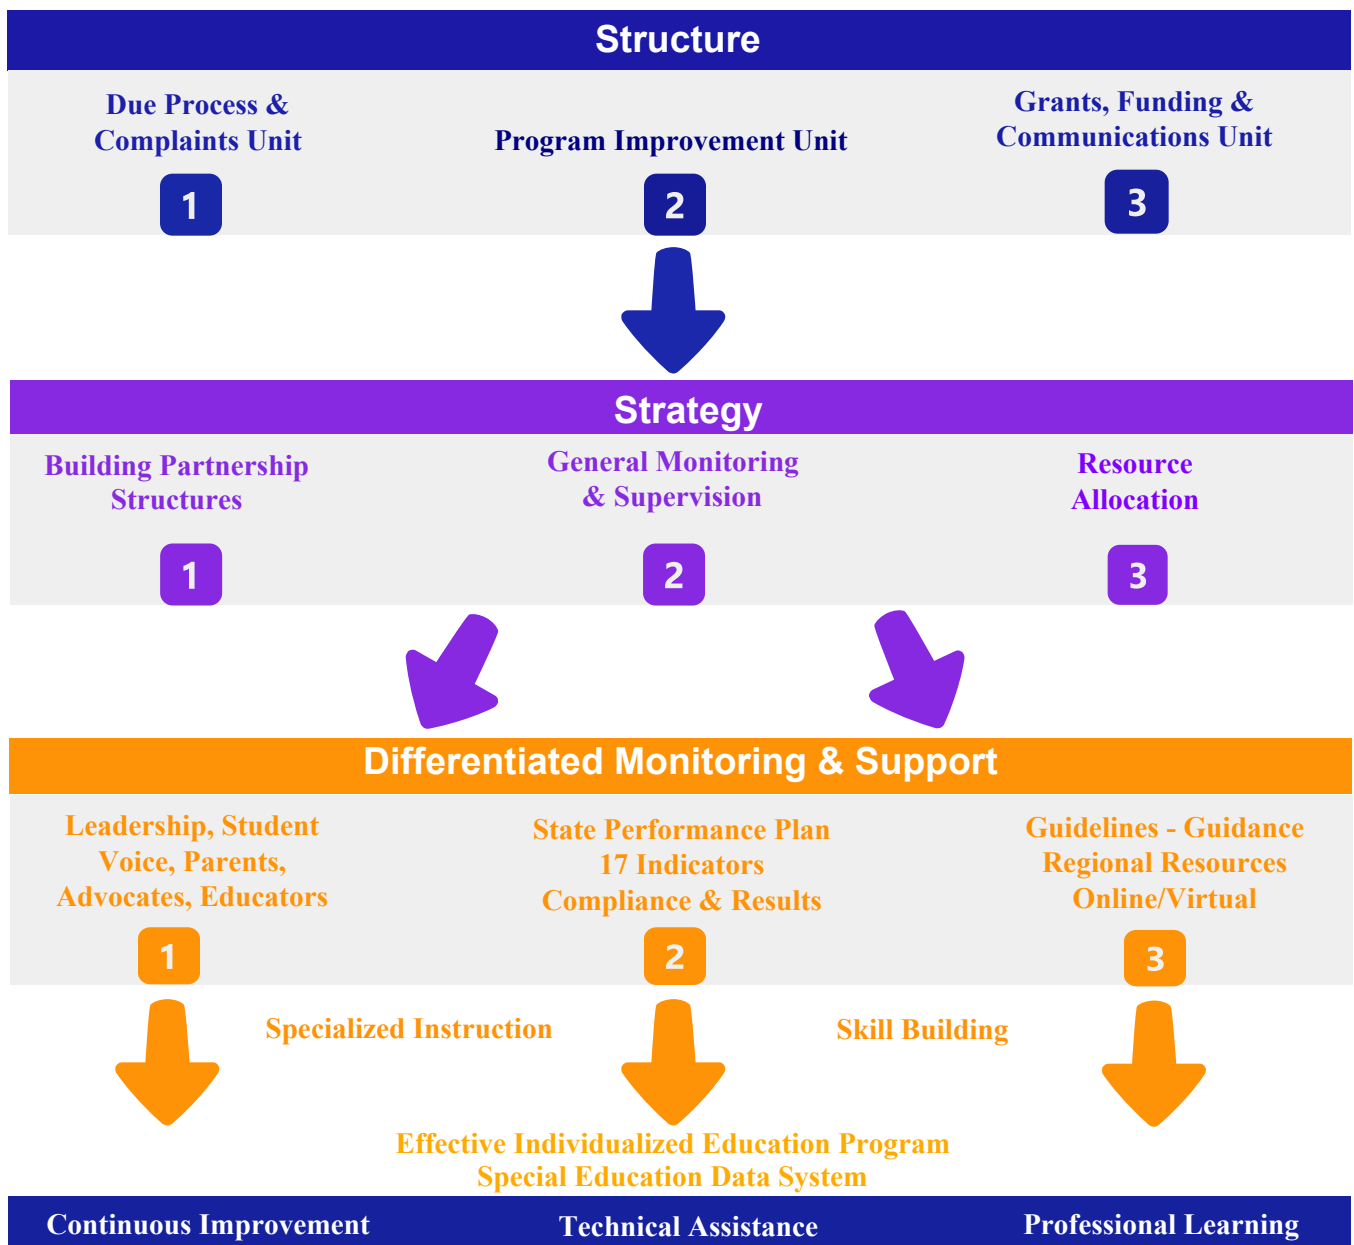 Structure
Due Process &
Complaints Unit
1
Program Improvement Unit
2
Grants, Funding &
Communications Unit
3
Strategy
Building Partnership
Structures
1
General Monitoring
& Supervision
2
Resource
Allocation
3
Differentiated Monitoring & Support
Leadership, Student
Voice, Parents,
Advocates, Educators
1
State Performance Plan
17 Indicators
Compliance & Results
2
Guidelines - Guidance
Regional Resources
Online/Virtual
3
Specialized Instruction
Skill Building
Effective Individualized Education Program
Special Education Data System
Continuous Improvement
Technical Assistance
Professional Learning